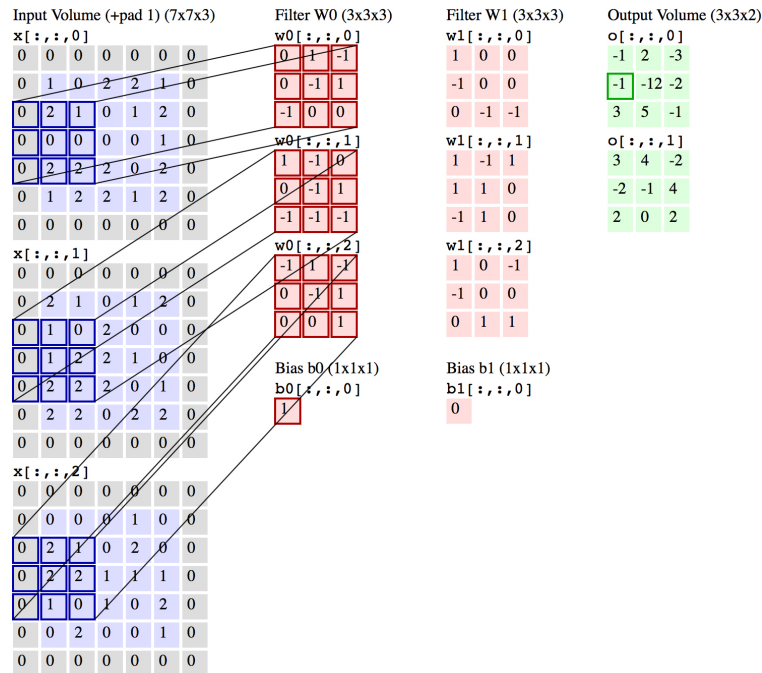 Input Volume (+pad 1) (7x7x3)
x[:,:,0]
0 0 0 0 0 0 0
0 1 0 2 2 1 0
0 2 1 0 1 2 0
0 0 0 0 0 1 0
0 2 2 2 0 2 0
0 1 2 2 1 2 0
0 0 0 0 0 0 0
x[:,:,1]
0 0 0 0 0 0 0
0 2 1 0 1 2 0
0 1 0 2 0 0 0
0 1 2 2 1 0 0
0 2 2 2 0 1 0
0 2 2 0 2 2 0
0 0 0 0 0 0 0
x[:,:,2]
0 0 0 0 0 0 0
0 0 0 0 1 0 0
0 2 1 0 2 0 0
0 2 2 1 1 1 0
0 1 0 1 0 2 0
0 0 2 0 0 1 0
0 0 0 0 0 0 0
Filter W0 (3x3x3)
w0[:,:,0]
0 1 -1
0 -1 1
-1 0 0
w0[:,:,1]
1 -1 0
0 -1 1
-1 -1 -1
w0[:,:,2]
-1 1 -1
0 -1 1
0 0 1
Bias b0 (1x1x1)
b0[:,:,0]
1
Filter W1 (3x3x3)
w1[:,:,0]
1 0 0
-1 0 0
0 -1 -1
w1[:,:,1]
1 -1 1
1 1 0
-1 1 0
w1[:,:,2]
1 0 -1
-1 0 0
0 1 1
Bias b1 (1x1x1)
b1[:,:,0]
0
Output Volume (3x3x2)
o[:,:,0]
-1 2 -3
-1 -12 -2
3 5 -1
o[:,:,1]
3 4 -2
-2 -1 4
2 0 2